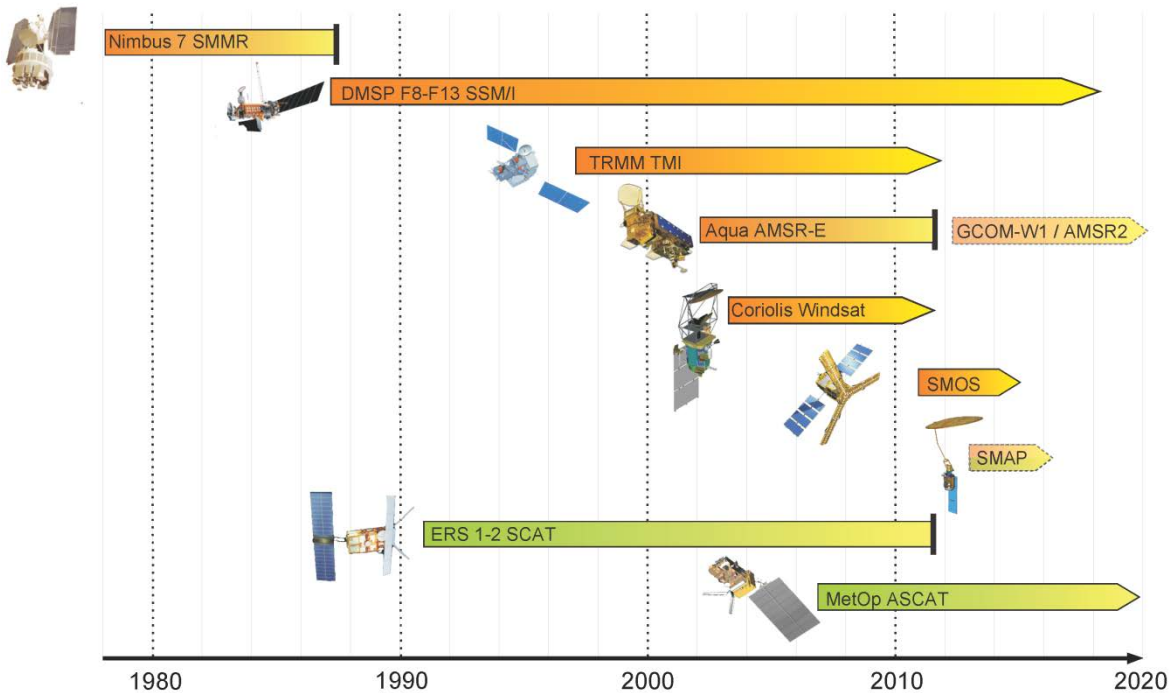 Nimbus 7 SMMR
DMSP F8-F13 SSM/I
TRMM TMI
Aqua AMSR-E
GCOM-W1 / AMSR2
Coriolis Windsat
SMOS
SMAP
ERS 1-2 SCAT
MetOp ASCAT
1980 1990 2000 2010 2020